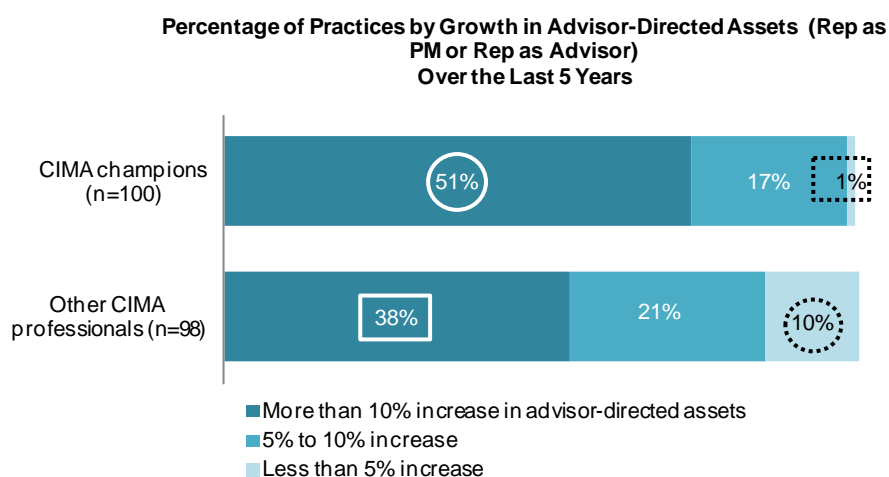 Percentage of Practices by Growth in Advisor-Directed Assets (Rep as
PM or Rep as Advisor)
Over the Last 5 Years
CIMA champions
(n=100)
51%
17%
1%
Other CIMA
professionals (n=98)
38%
21%
10%
More than 10% increase in advisor-directed assets
5% to 10% increase
Less than 5% increase